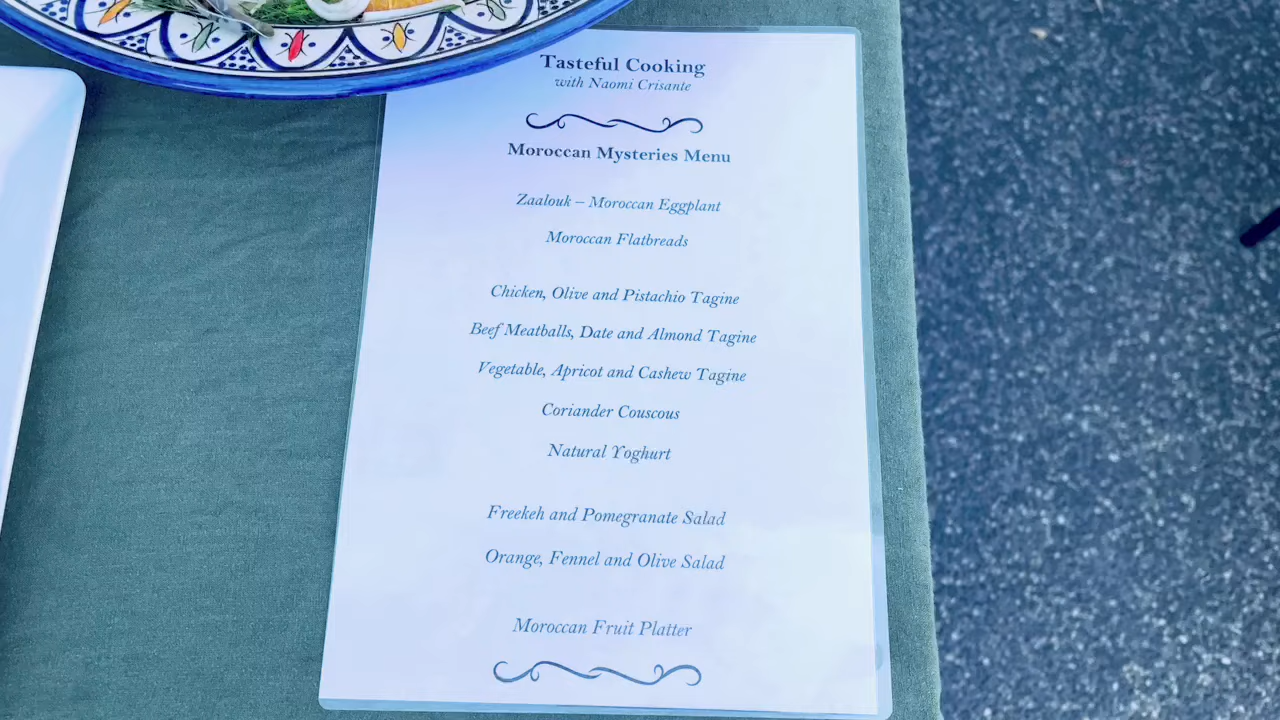 Tasteful Cooking
with Naomi Crisante
Moroccan Mysteries Menu
Zaalouk – Moroccan Eggplant
Moroccan Flatbreads
Chicken, Olive and Pistachio Tagine
Beef Meatballs, Date and Almond Tagine
Vegetable, Apricot and Cashew Tagine
Coriander Couscous
Natural Yoghurt
Freekeh and Pomegranate Salad
Orange, Fennel and Olive Salad
Moroccan Fruit Platter